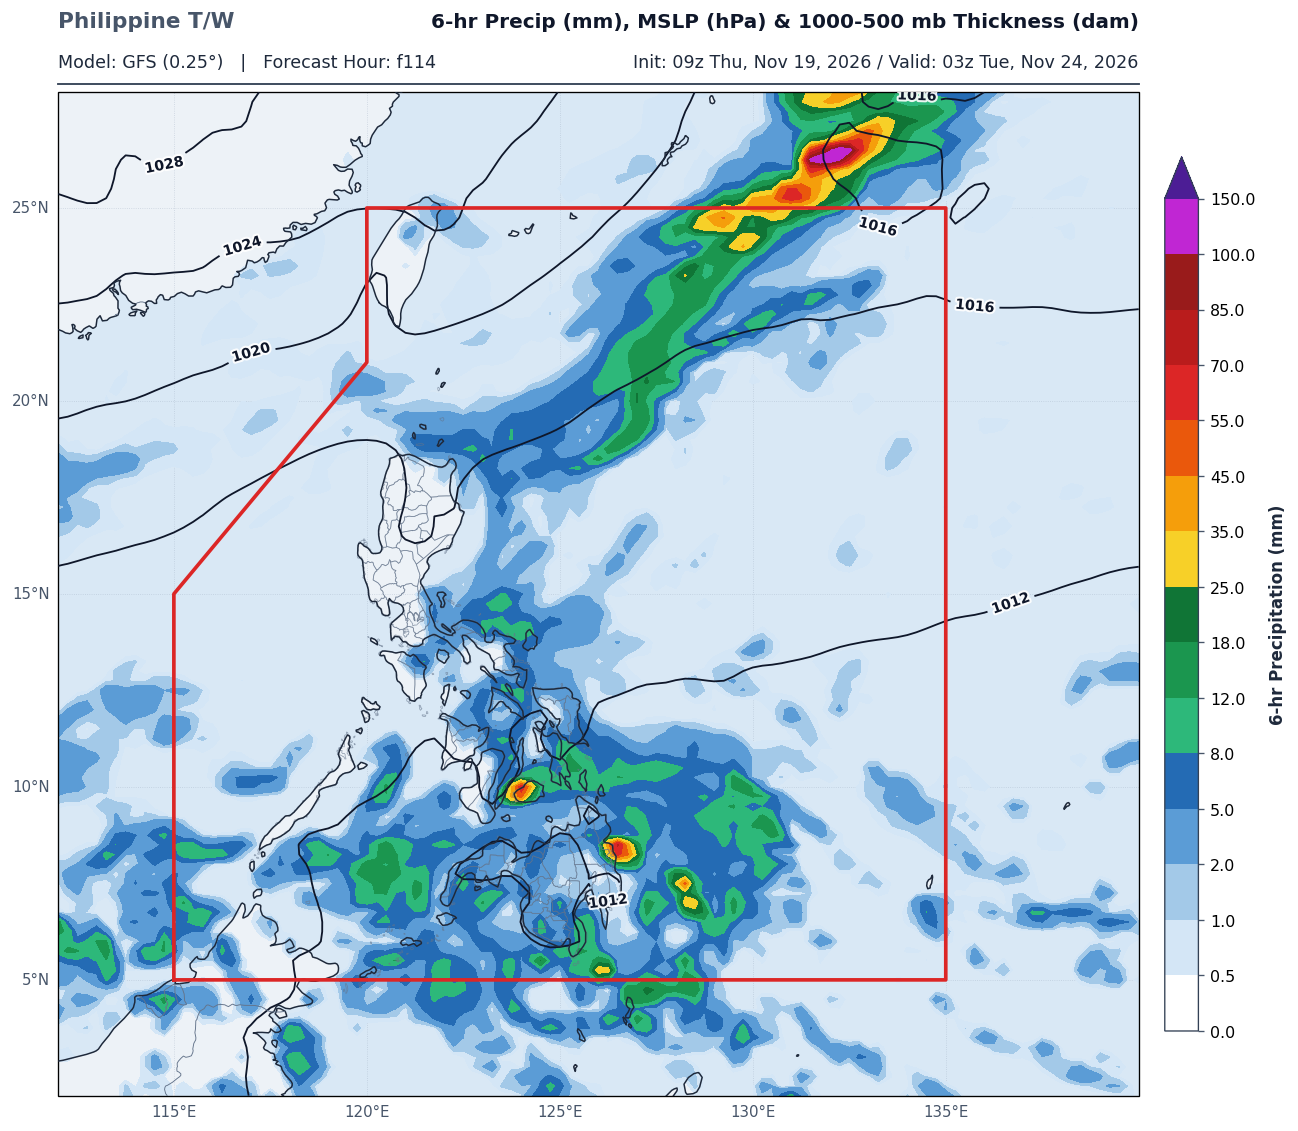 Philippine T/W
6-hr Precip (mm), MSLP (hPa) & 1000-500 mb Thickness (dam)
Model: GFS (0.25°) | Forecast Hour: f114
Init: 09z Thu, Nov 19, 2026 / Valid: 03z Tue, Nov 24, 2026
1016
1028
25°N
1016
1024
1016
1020
20°N
15°N
1012
10°N
1012
5°N
115°E
120°E
125°E
130°E
135°E
150.0
100.0
85.0
70.0
55.0
45.0
35.0
25.0
18.0
12.0
8.0
5.0
2.0
1.0
0.5
0.0
6-hr Precipitation (mm)